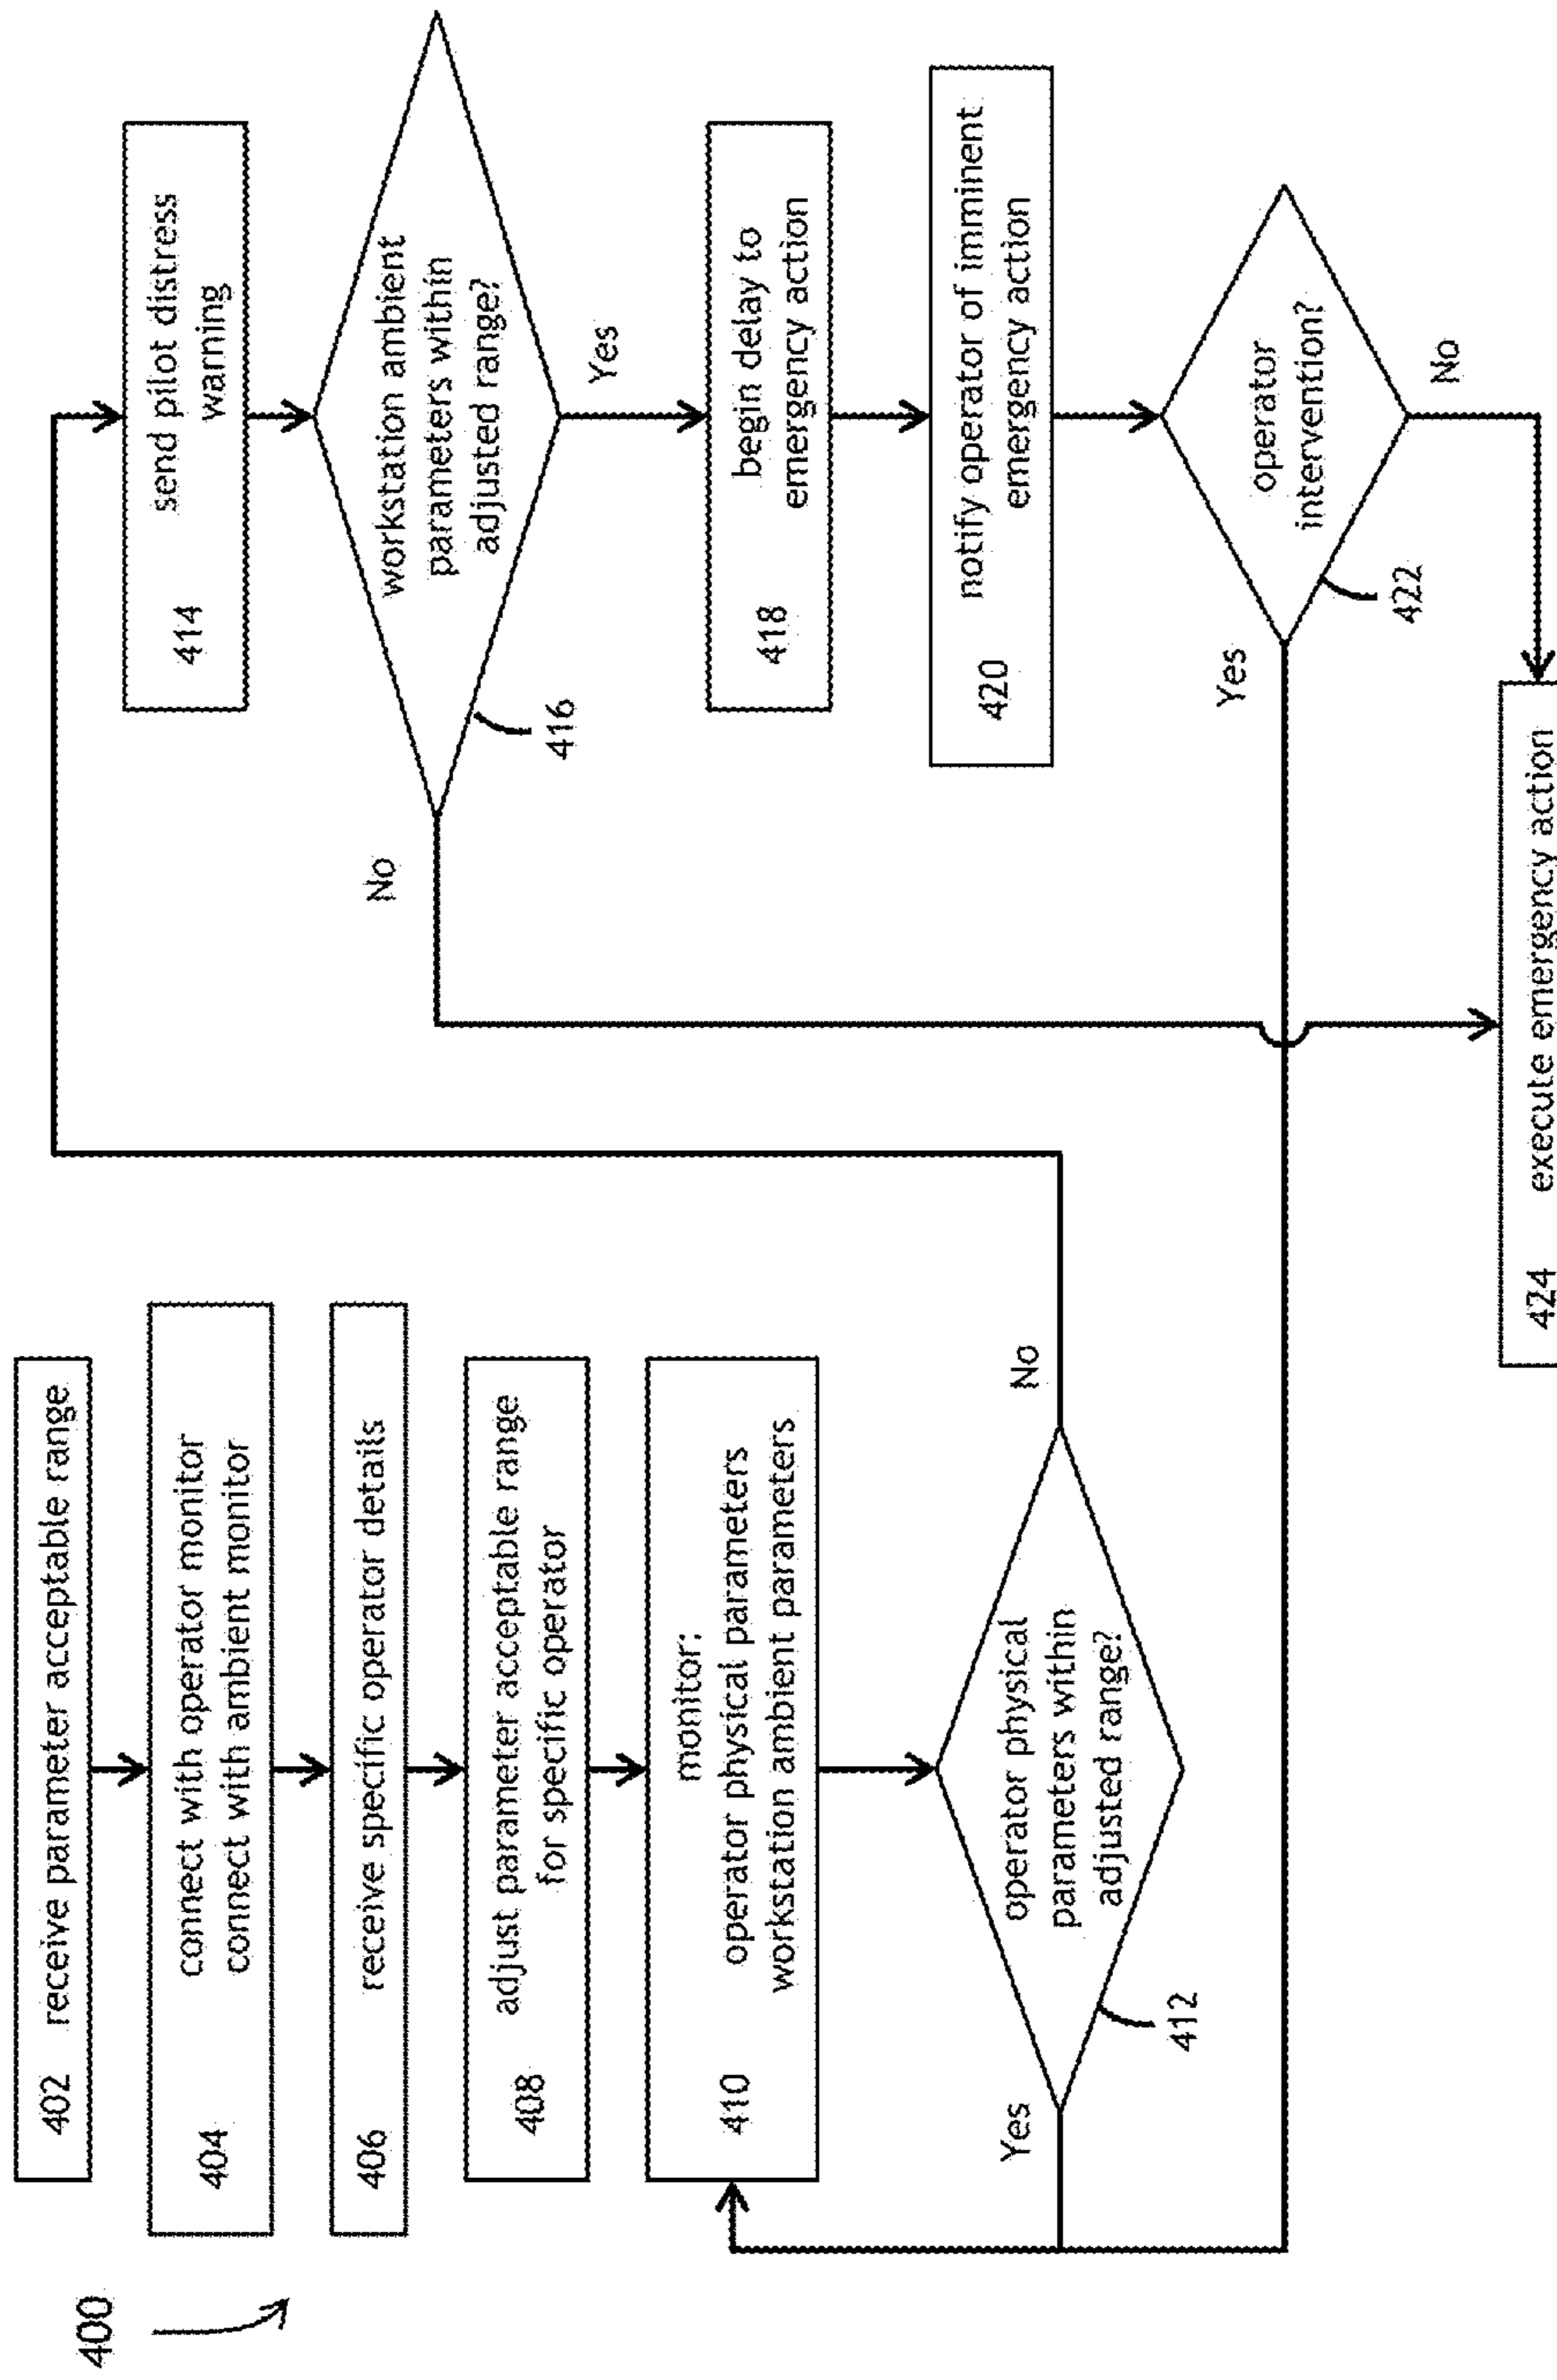 400
402 receive parameter acceptable range
404 connect with operator monitor
connect with ambient monitor
406 receive specific operator details
408 adjust parameter acceptable range
for specific operator
monitor:
410 operator physical parameters
workstation ambient parameters
operator physical
parameters within
adjusted range?
Yes
No
412
414 send pilot distress
warning
workstation ambient
parameters within
adjusted range?
No
416
Yes
418 begin delay to
emergency action
420 notify operator of imminent
emergency action
operator
intervention?
Yes
422
No
424 execute emergency action